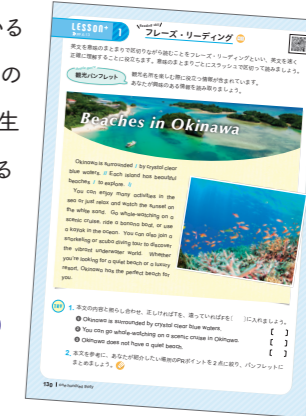 いる
の
生
る
LESSON+
1
フレーズ・リーディング
英文を意味のまとまりで区切りながら読むことをフレーズ・リーディングといい、英文を速く
正確に理解することに役立ちます。意味のまとまりごとにスラッシュで区切って読みましょう。
観光パンフレット
観光名所を楽しむ際に役立つ情報が含まれています。
あなたが興味のある情報を読み取りましょう。
Beaches in Okinawa
Okinawa is surrounded / by crystal clear
blue waters. // Each island has beautiful
beaches / to explore. //
You can enjoy many activities in the
sea or just relax and watch the sunset on
the white sand. Go whale-watching on a
scenic cruise, ride a banana boat, or use
a kayak in the ocean. You can also join a
snorkeling or scuba diving tour to discover
the vibrant underwater world. Whether
you're looking for a quiet beach or a luxury
resort, Okinawa has the perfect beach for
you.
TRY
1. 本文の内容と照らし合わせ、正しければTを、違っていればFを[ ]に入れましょう。
① Okinawa is surrounded by crystal clear blue waters. [ ]
② You can go whale-watching on a scenic cruise in Okinawa. [ ]
③ Okinawa does not have a quiet beach. [ ]
2. 本文を参考に、あなたが紹介したい場所のPRポイントを2点に絞り、パンフレットに
まとめましょう。